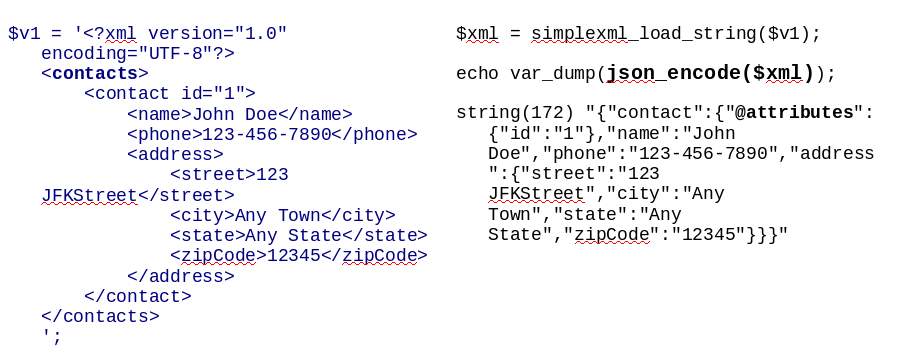 $v1 = '<?xml version="1.0"
encoding="UTF-8"?>
<contacts>
<contact id="1">
<name>John Doe</name>
<phone>123-456-7890</phone>
<address>
<street>123
JFKStreet</street>
<city>Any Town</city>
<state>Any State</state>
<zipCode>12345</zipCode>
</address>
</contact>
</contacts>
';
$xml = simplexml_load_string($v1);
echo var_dump(json_encode($xml));
string(172) "{"contact":{"@attributes":
{"id":"1"},"name":"John
Doe","phone":"123-456-7890","address
":{"street":"123
JFKStreet","city":"Any
Town","state":"Any
State","zipCode":"12345"}}}"